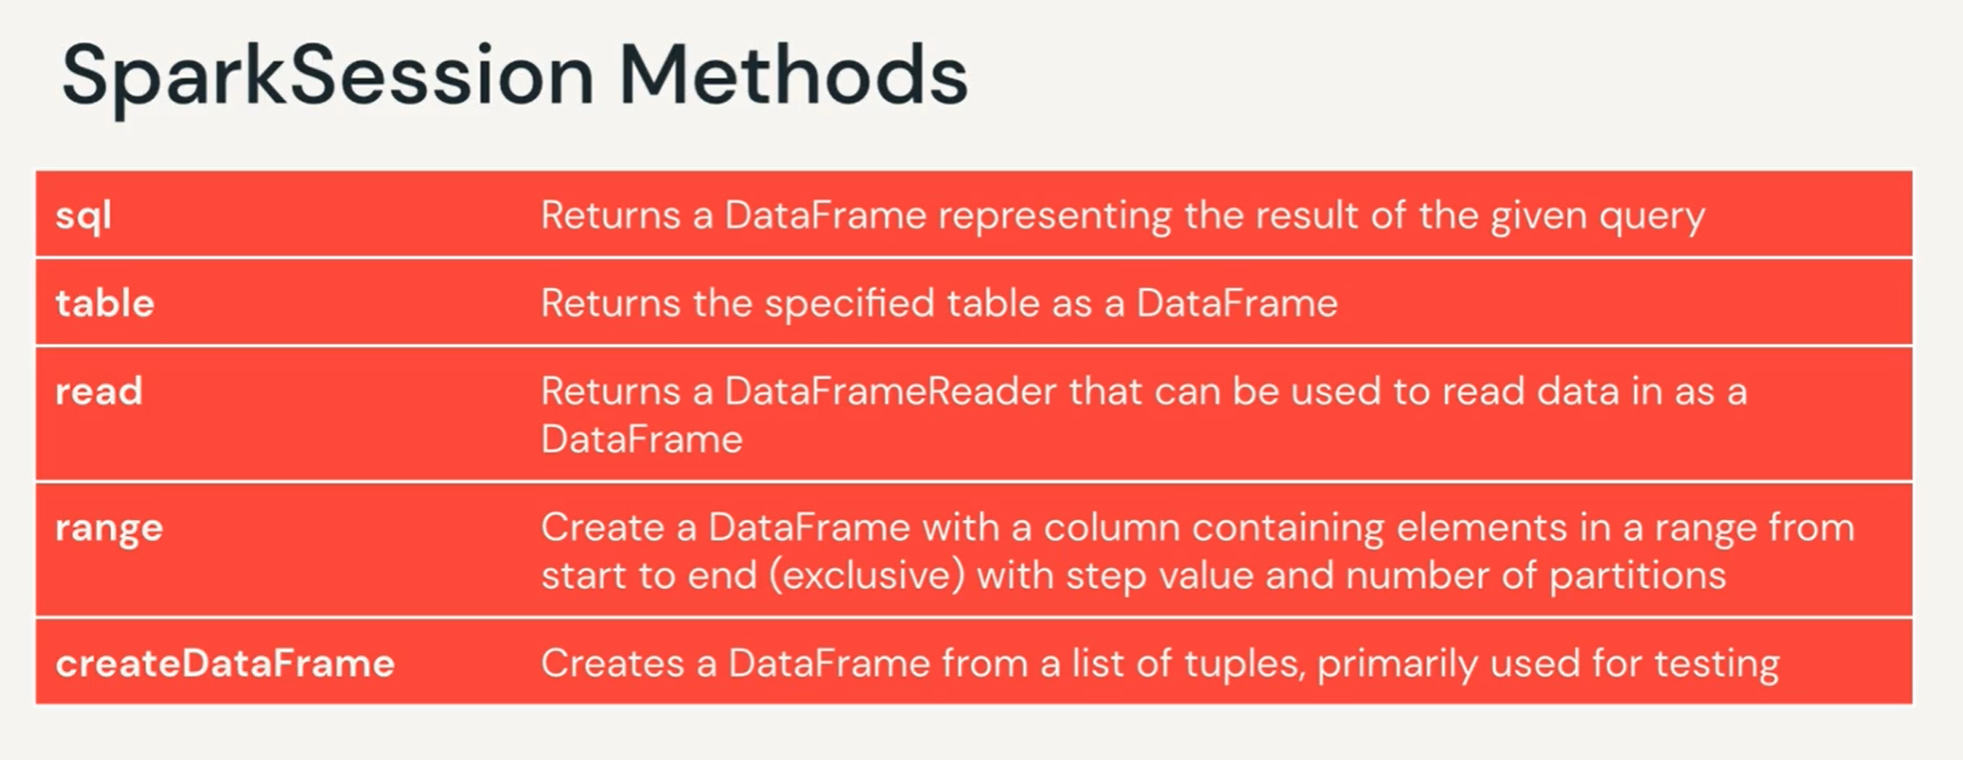 SparkSession Methods
sql
Returns a DataFrame representing the result of the given query
table
Returns the specified table as a DataFrame
read
Returns a DataFrameReader that can be used to read data in as a
DataFrame
range
Create a DataFrame with a column containing elements in a range from
start to end (exclusive) with step value and number of partitions
createDataFrame
Creates a DataFrame from a list of tuples, primarily used for testing